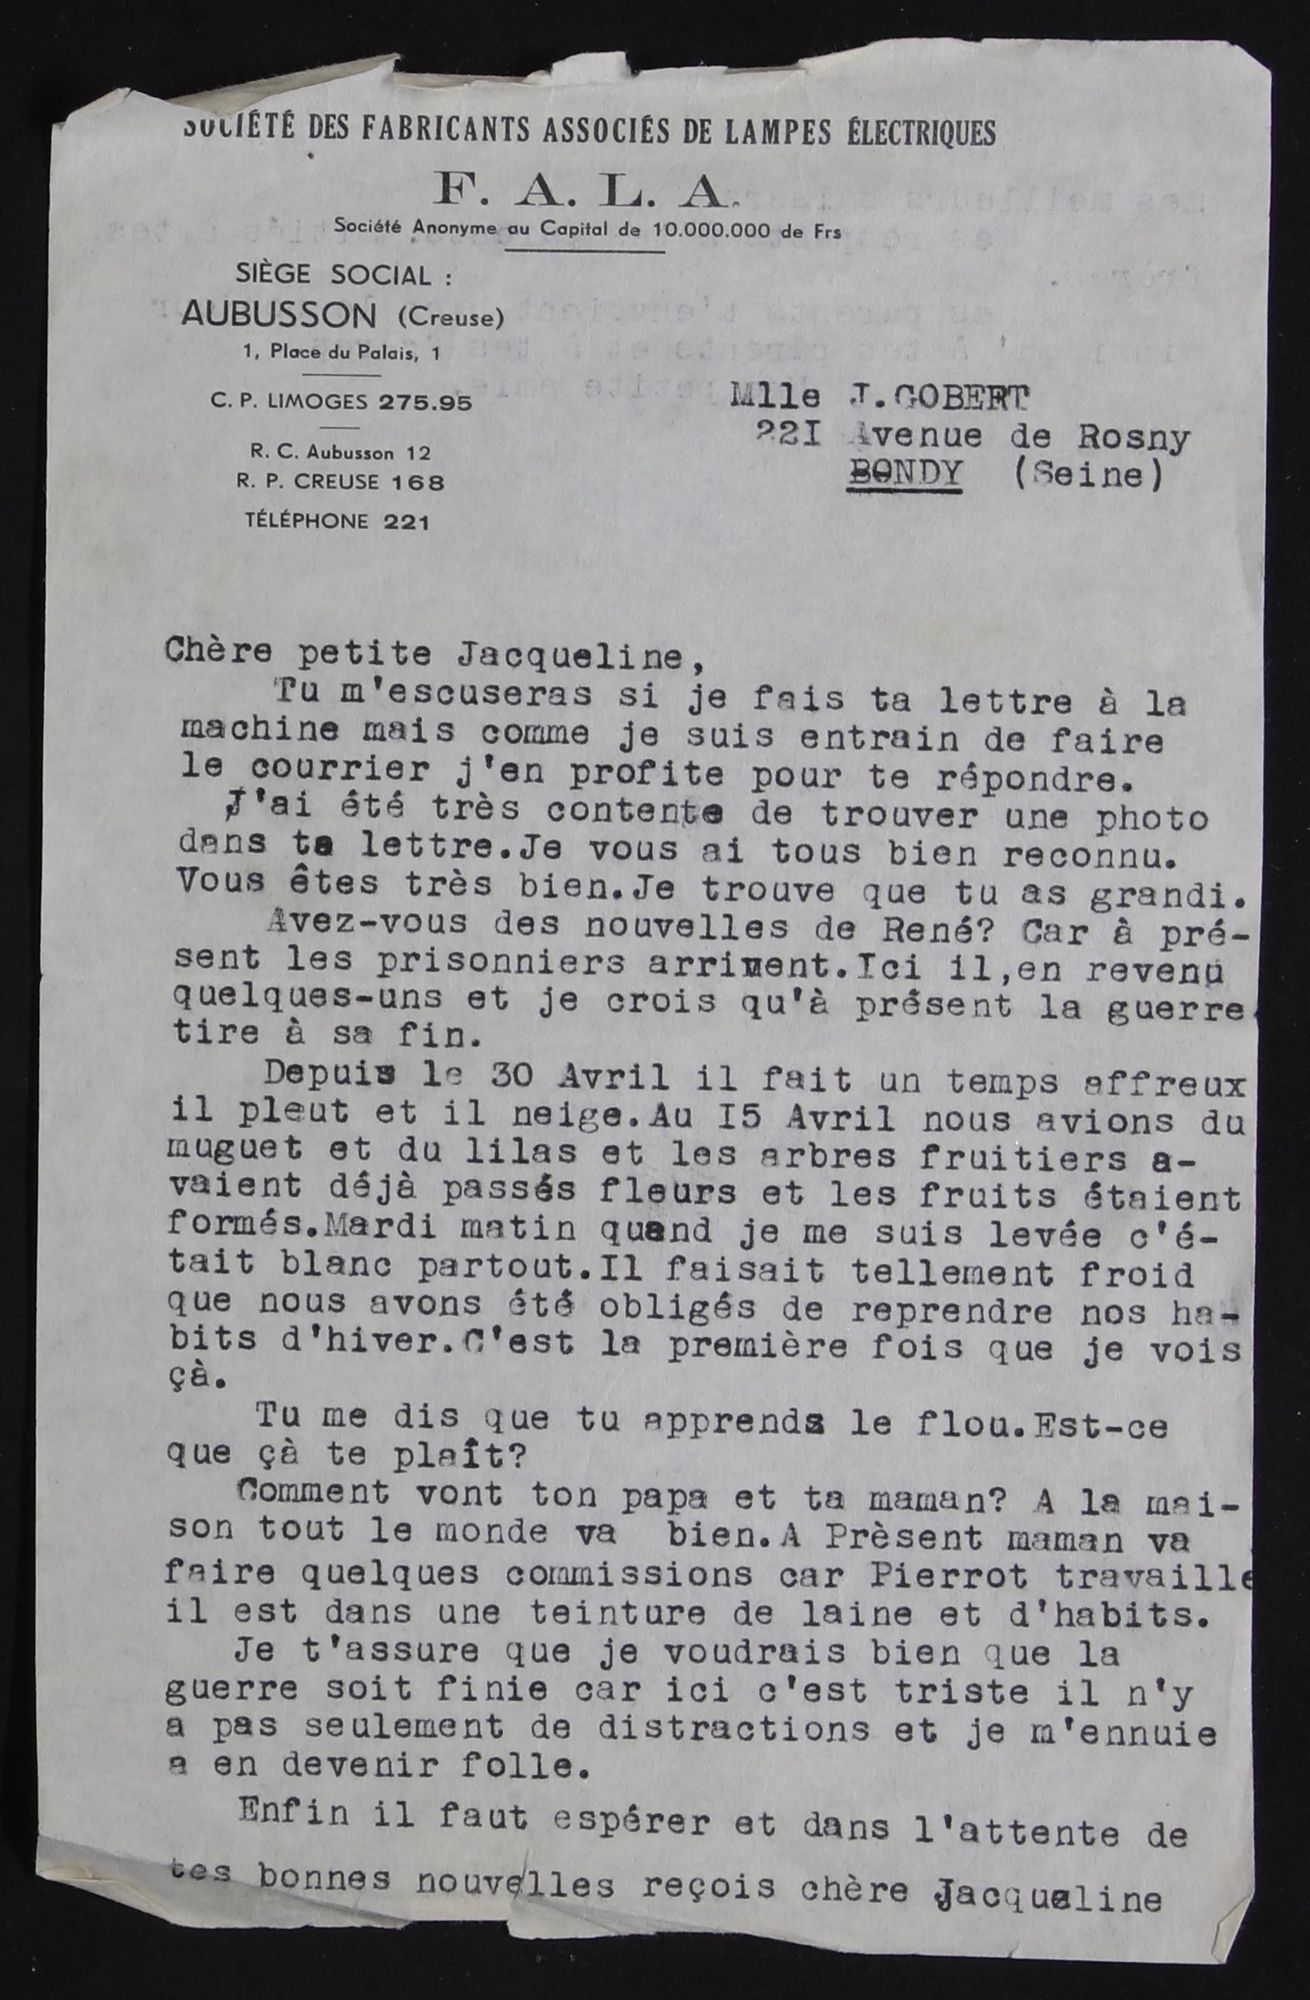 SOCIÉTÉ DES FABRICANTS ASSOCIÉS DE LAMPES ÉLECTRIQUES
F. A. L. A.
Société Anonyme au Capital de 10.000.000 de Frs
SIÈGE SOCIAL :
AUBUSSON (Creuse)
1, Place du Palais, 1
C. P. LIMOGES 275.95
R. C. Aubusson 12
R. P. CREUSE 168
TÉLÉPHONE 221
Mlle J.GOBERT
22I Avenue de Rosny
BONDY (Seine)
Chère petite Jacqueline,
Tu m'escuseras si je fais ta lettre à la
machine mais comme je suis entrain de faire
le courrier j'en profite pour te répondre.
J'ai été très contente de trouver une photo
dans ta lettre.Je vous ai tous bien reconnu.
Vous êtes très bien.Je trouve que tu as grandi.
Avez-vous des nouvelles de René? Car à pré-
sent les prisonniers arrivent.Ici il,en revenu
quelques-uns et je crois qu'à présent la guerre
tire à sa fin.
Depuis le 30 Avril il fait un temps affreux
il pleut et il neige.Au I5 Avril nous avions du
muguet et du lilas et les arbres fruitiers a-
vaient déjà passés fleurs et les fruits étaient
formés.Mardi matin quand je me suis levée c'é-
tait blanc partout.Il faisait tellement froid
que nous avons été obligés de reprendre nos ha-
bits d'hiver.C'est la première fois que je vois
çà.
Tu me dis que tu apprends le flou.Est-ce
que çà te plaît?
Comment vont ton papa et ta maman? A la mai-
son tout le monde va bien.A Prèsent maman va
faire quelques commissions car Pierrot travaille
il est dans une teinture de laine et d'habits.
Je t'assure que je voudrais bien que la
guerre soit finie car ici c'est triste il n'y
a pas seulement de distractions et je m'ennuie
a en devenir folle.
Enfin il faut espérer et dans l'attente de
tes bonnes nouvelles reçois chère Jacqueline